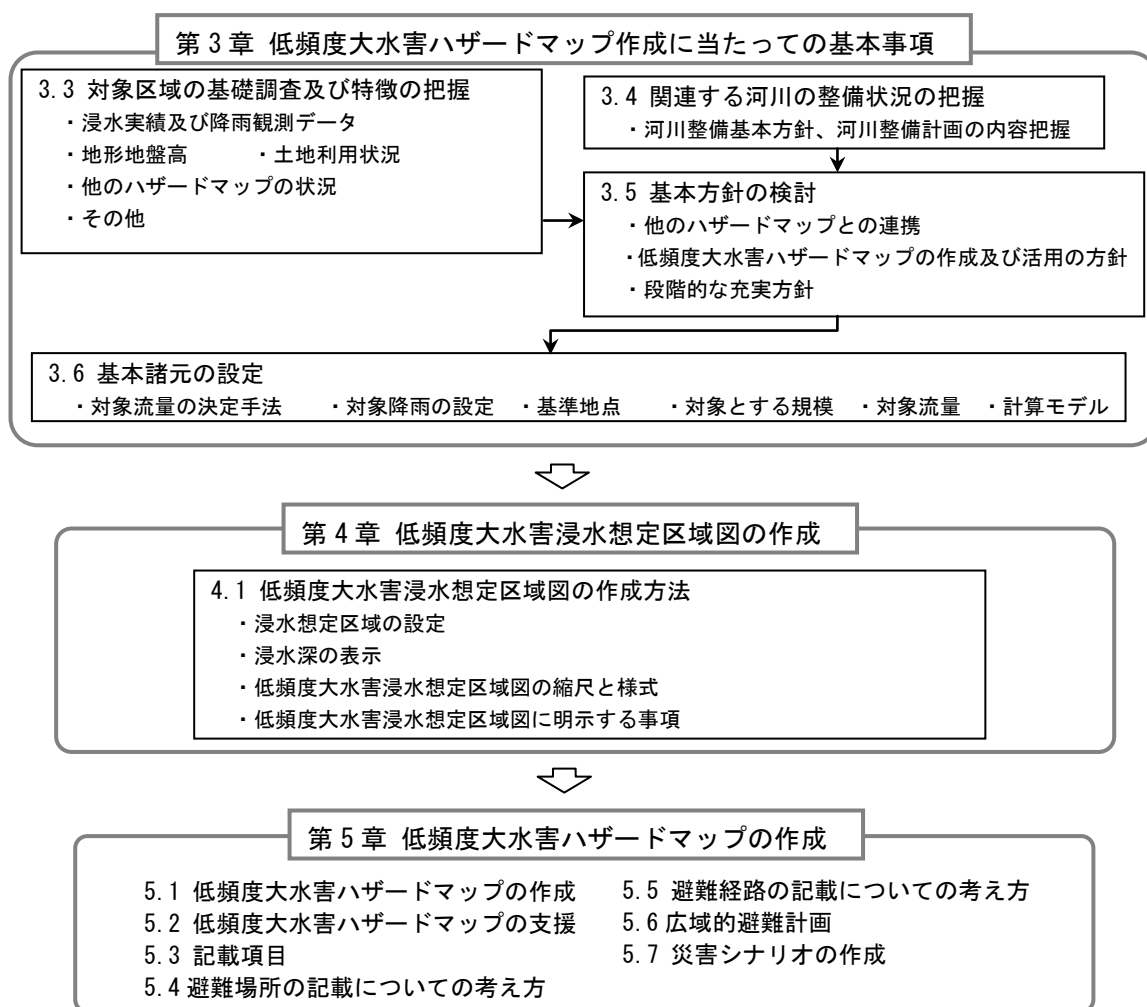 第3章 低頻度大水害ハザードマップ作成に当たっての基本事項
3.3 対象区域の基礎調査及び特徴の把握
・浸水実績及び降雨観測データ
・地形地盤高 ・土地利用状況
・他のハザードマップの状況
・その他
3.4 関連する河川の整備状況の把握
・河川整備基本方針、河川整備計画の内容把握
3.5 基本方針の検討
・他のハザードマップとの連携
・低頻度大水害ハザードマップの作成及び活用の方針
・段階的な充実方針
3.6 基本諸元の設定
・対象流量の決定手法 ・対象降雨の設定 ・基準地点 ・対象とする規模 ・対象流量 ・計算モデル
第4章 低頻度大水害浸水想定区域図の作成
4.1 低頻度大水害浸水想定区域図の作成方法
・浸水想定区域の設定
・浸水深の表示
・低頻度大水害浸水想定区域図の縮尺と様式
・低頻度大水害浸水想定区域図に明示する事項
第5章 低頻度大水害ハザードマップの作成
5.1 低頻度大水害ハザードマップの作成
5.2 低頻度大水害ハザードマップの支援
5.3 記載項目
5.4 避難場所の記載についての考え方
5.5 避難経路の記載についての考え方
5.6 広域的避難計画
5.7 災害シナリオの作成